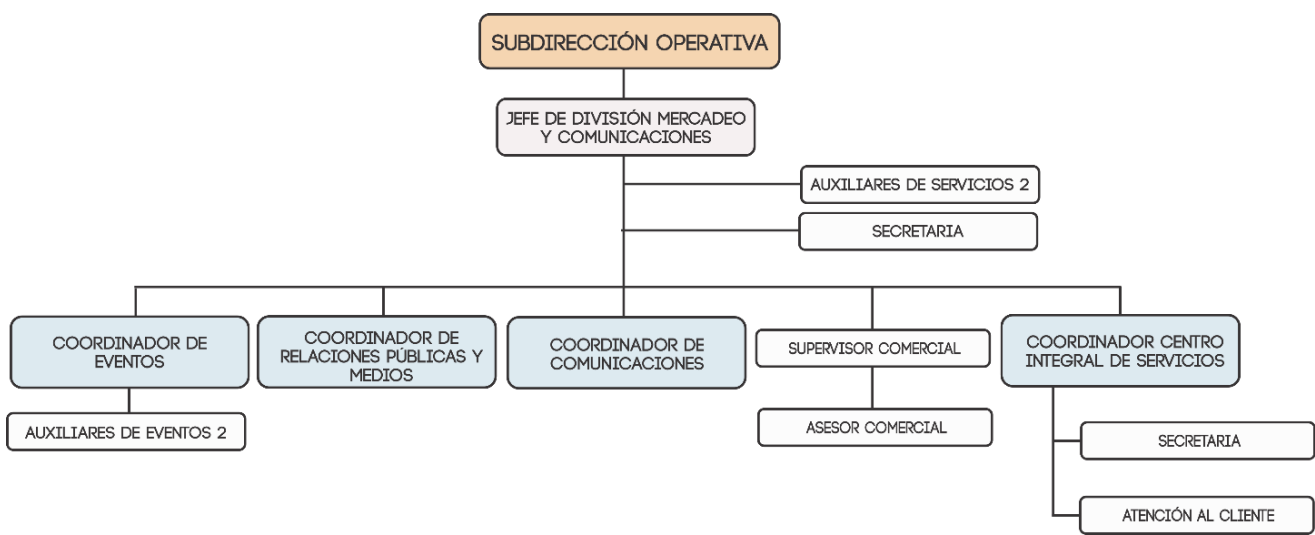 SUBDIRECCIÓN OPERATIVA
JEFE DE DIVISIÓN MERCADEO
Y COMUNICACIONES
AUXILIARES DE SERVICIOS 2
SECRETARIA
COORDINADOR DE
EVENTOS
COORDINADOR DE
RELACIONES PÚBLICAS Y
MEDIOS
COORDINADOR DE
COMUNICACIONES
SUPERVISOR COMERCIAL
COORDINADOR CENTRO
INTEGRAL DE SERVICIOS
AUXILIARES DE EVENTOS 2
ASESOR COMERCIAL
SECRETARIA
ATENCIÓN AL CLIENTE